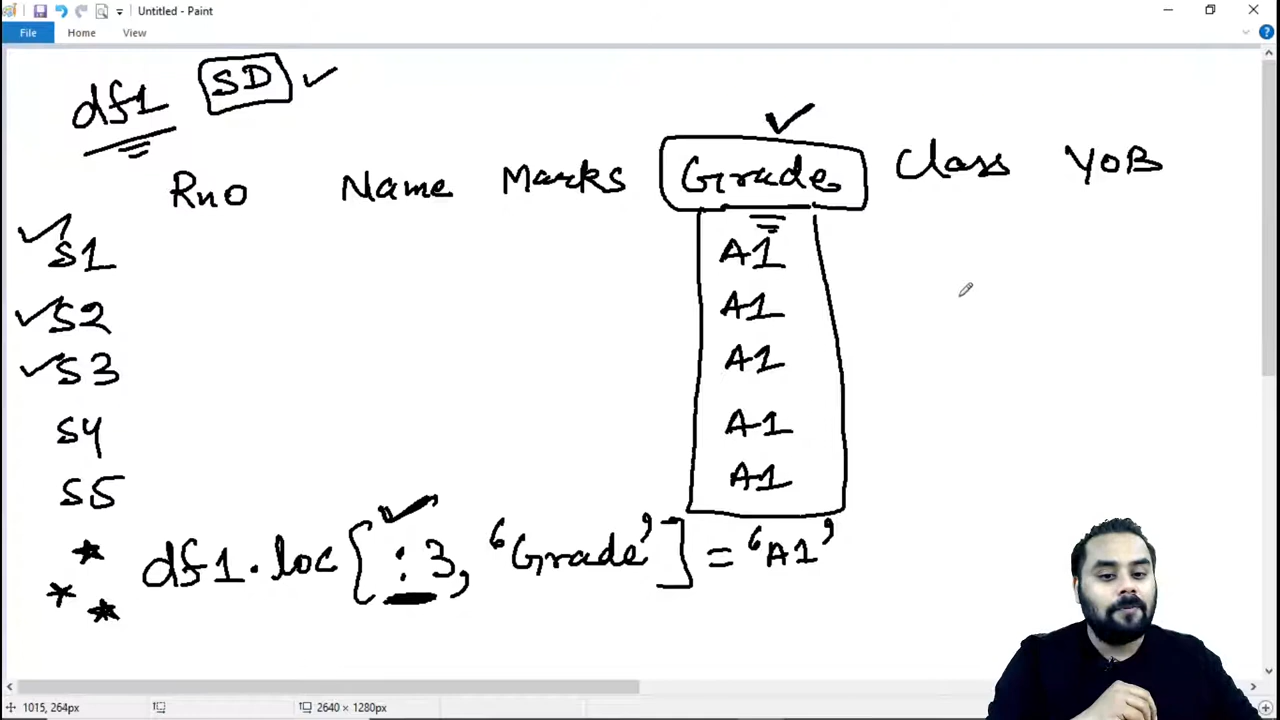 Untitled - Paint
File Home View
df1 SD
Rno Name Marks Grade Class YOB
S1 A1
S2 A1
S3 A1
S4 A1
S5 A1
df1.loc[:3, 'Grade'] = 'A1'
1015, 264px 2640 × 1280px